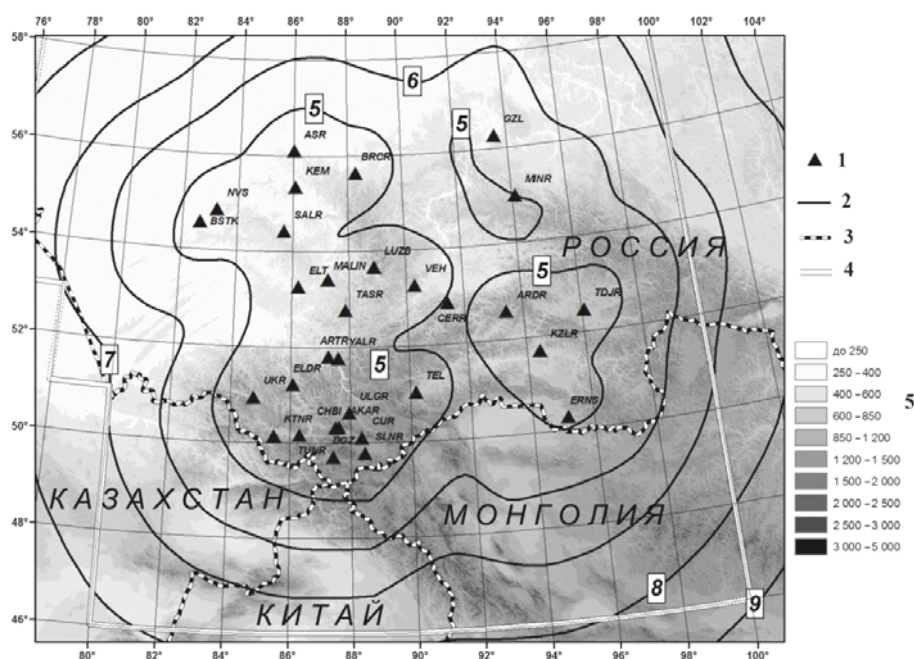 76° 78° 80° 82° 84° 86° 88° 90° 92° 94° 96° 98° 100° 102° 104°
58°
6
5
ASR
5
GZL
56°
KEM
BRCR
1
NVS
MINR
BSTK
SALR
2
54°
LUZB
РОССИЯ
3
ELT
MALIN
VEH
5
4
TASR
ARDR
TDJR
52°
CERR
7
ARTR
YALR
KZLR
5
ELDR
TEL
до 250
UKR
ULGR
250 – 400
CHBI
AKAR
ERNS
400 – 600
5
50°
KTNR
CUR
600 – 850
DGZ
SLNR
850 – 1 200
TUMR
1 200 – 1 500
КАЗАХСТАН
МОНГОЛИЯ
1 500 – 2 000
2 000 – 2 500
48°
2 500 – 3 000
3 000 – 5 000
8
9
КИТАЙ
46°
80° 82° 84° 86° 88° 90° 92° 94° 96° 98° 100°